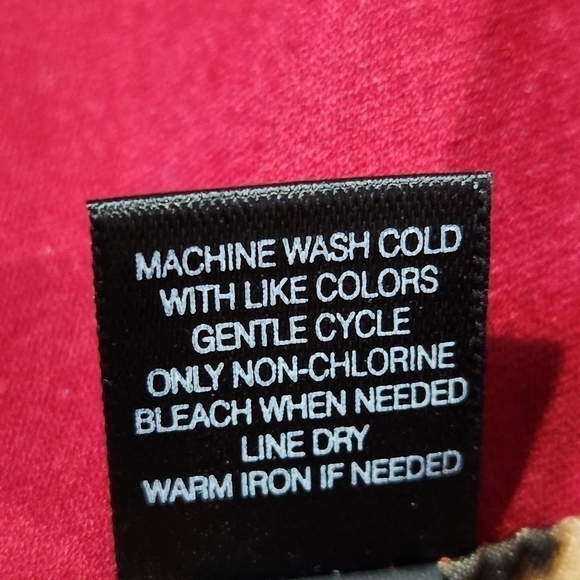 MACHINE WASH COLD
WITH LIKE COLORS
GENTLE CYCLE
ONLY NON-CHLORINE
BLEACH WHEN NEEDED
LINE DRY
WARM IRON IF NEEDED